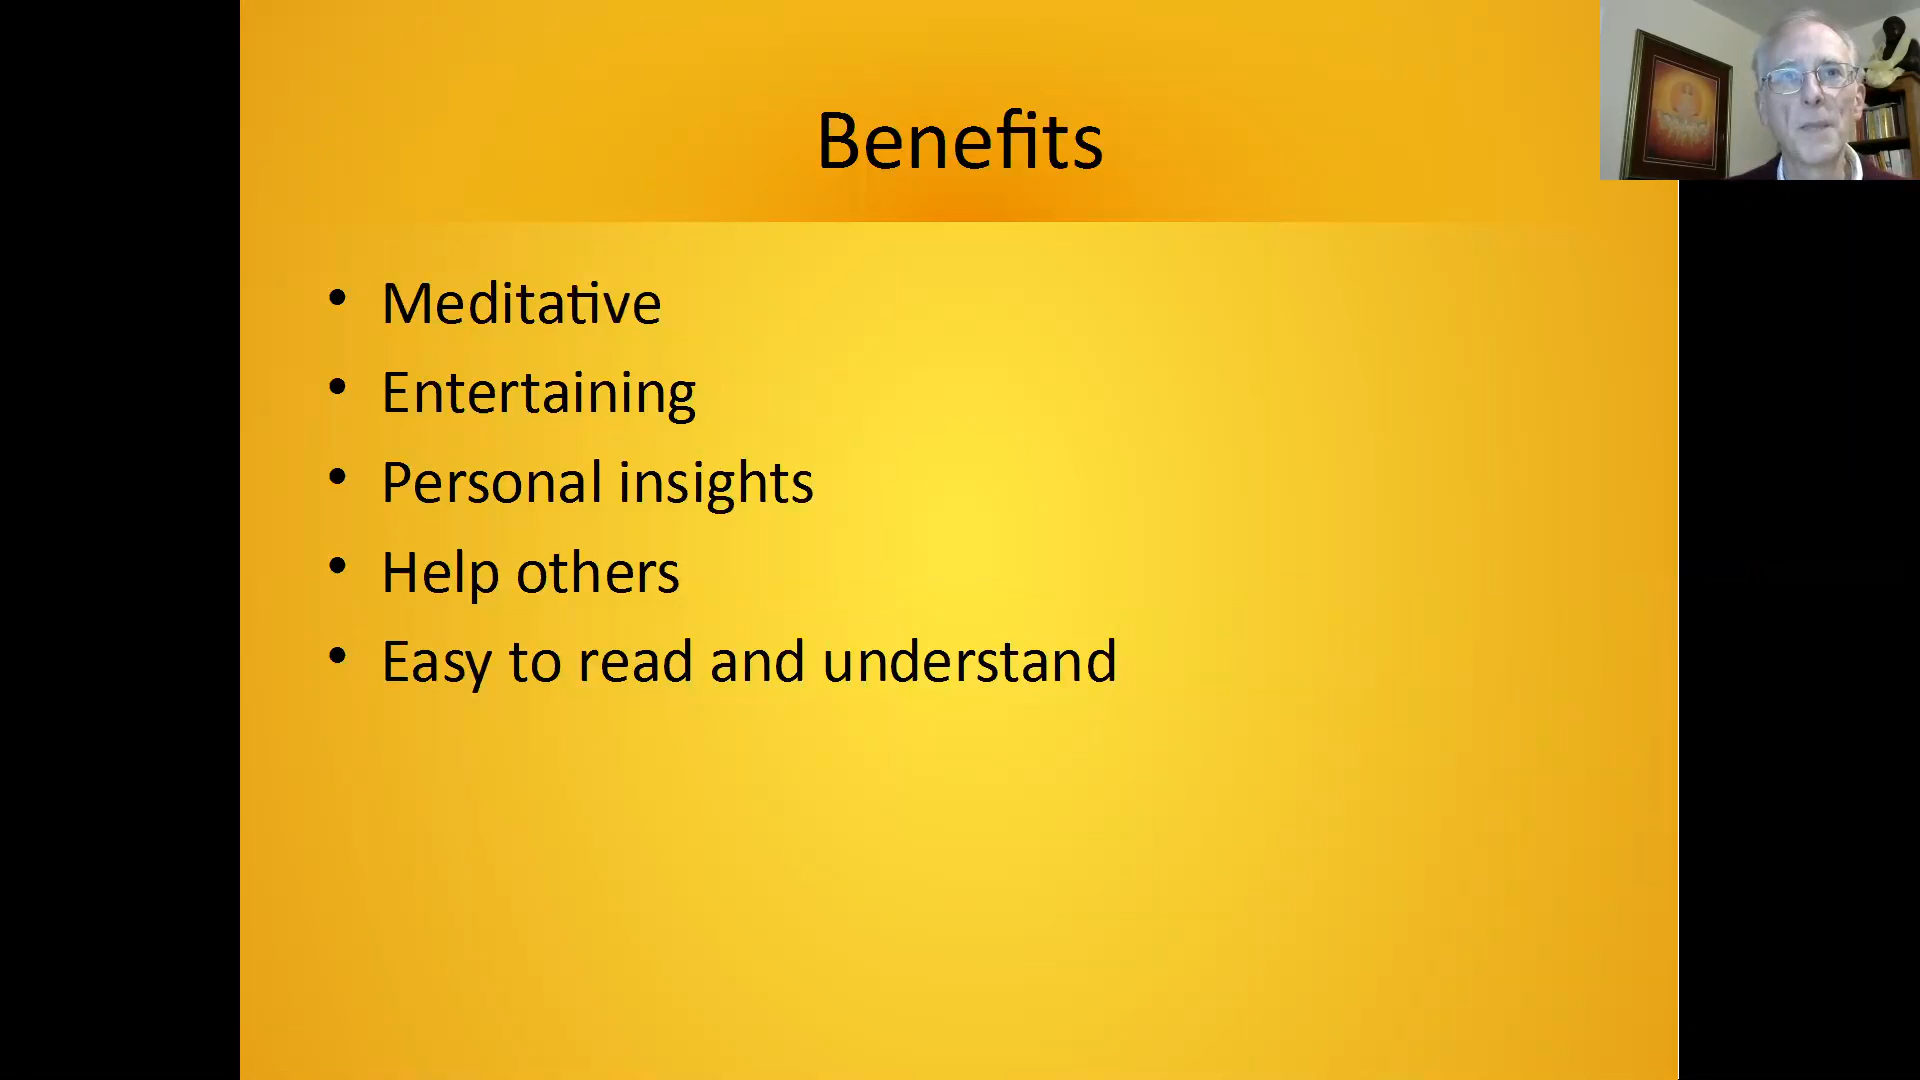 Benefits
• Meditative
• Entertaining
• Personal insights
• Help others
• Easy to read and understand